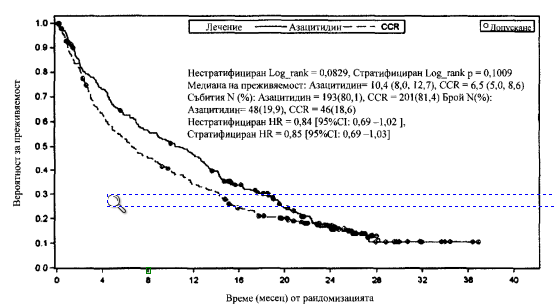 Лечение Азацитидин CCR Допускане
Нестратифициран Log_rank = 0,0829, Стратифициран Log_rank p = 0,1009
Медиана на преживяемост: Азацитидин= 10,4 (8,0, 12,7), CCR = 6,5 (5,0, 8,6)
Събития N (%): Азацитидин = 193(80,1), CCR = 201(81,4) Брой N(%):
Азацитидин= 48(19,9), CCR = 46(18,6)
Нестратифициран HR = 0,84 [95%CI: 0,69 –1,02 ],
Стратифициран HR = 0,85 [95%CI: 0,69 –1,03]
Вероятност за преживяемост
1.0
0.9
0.8
0.7
0.6
0.5
0.4
0.3
0.2
0.1
0.0
0 4 8 12 16 20 24 28 32 36 40
Време (месец) от рандомизацията